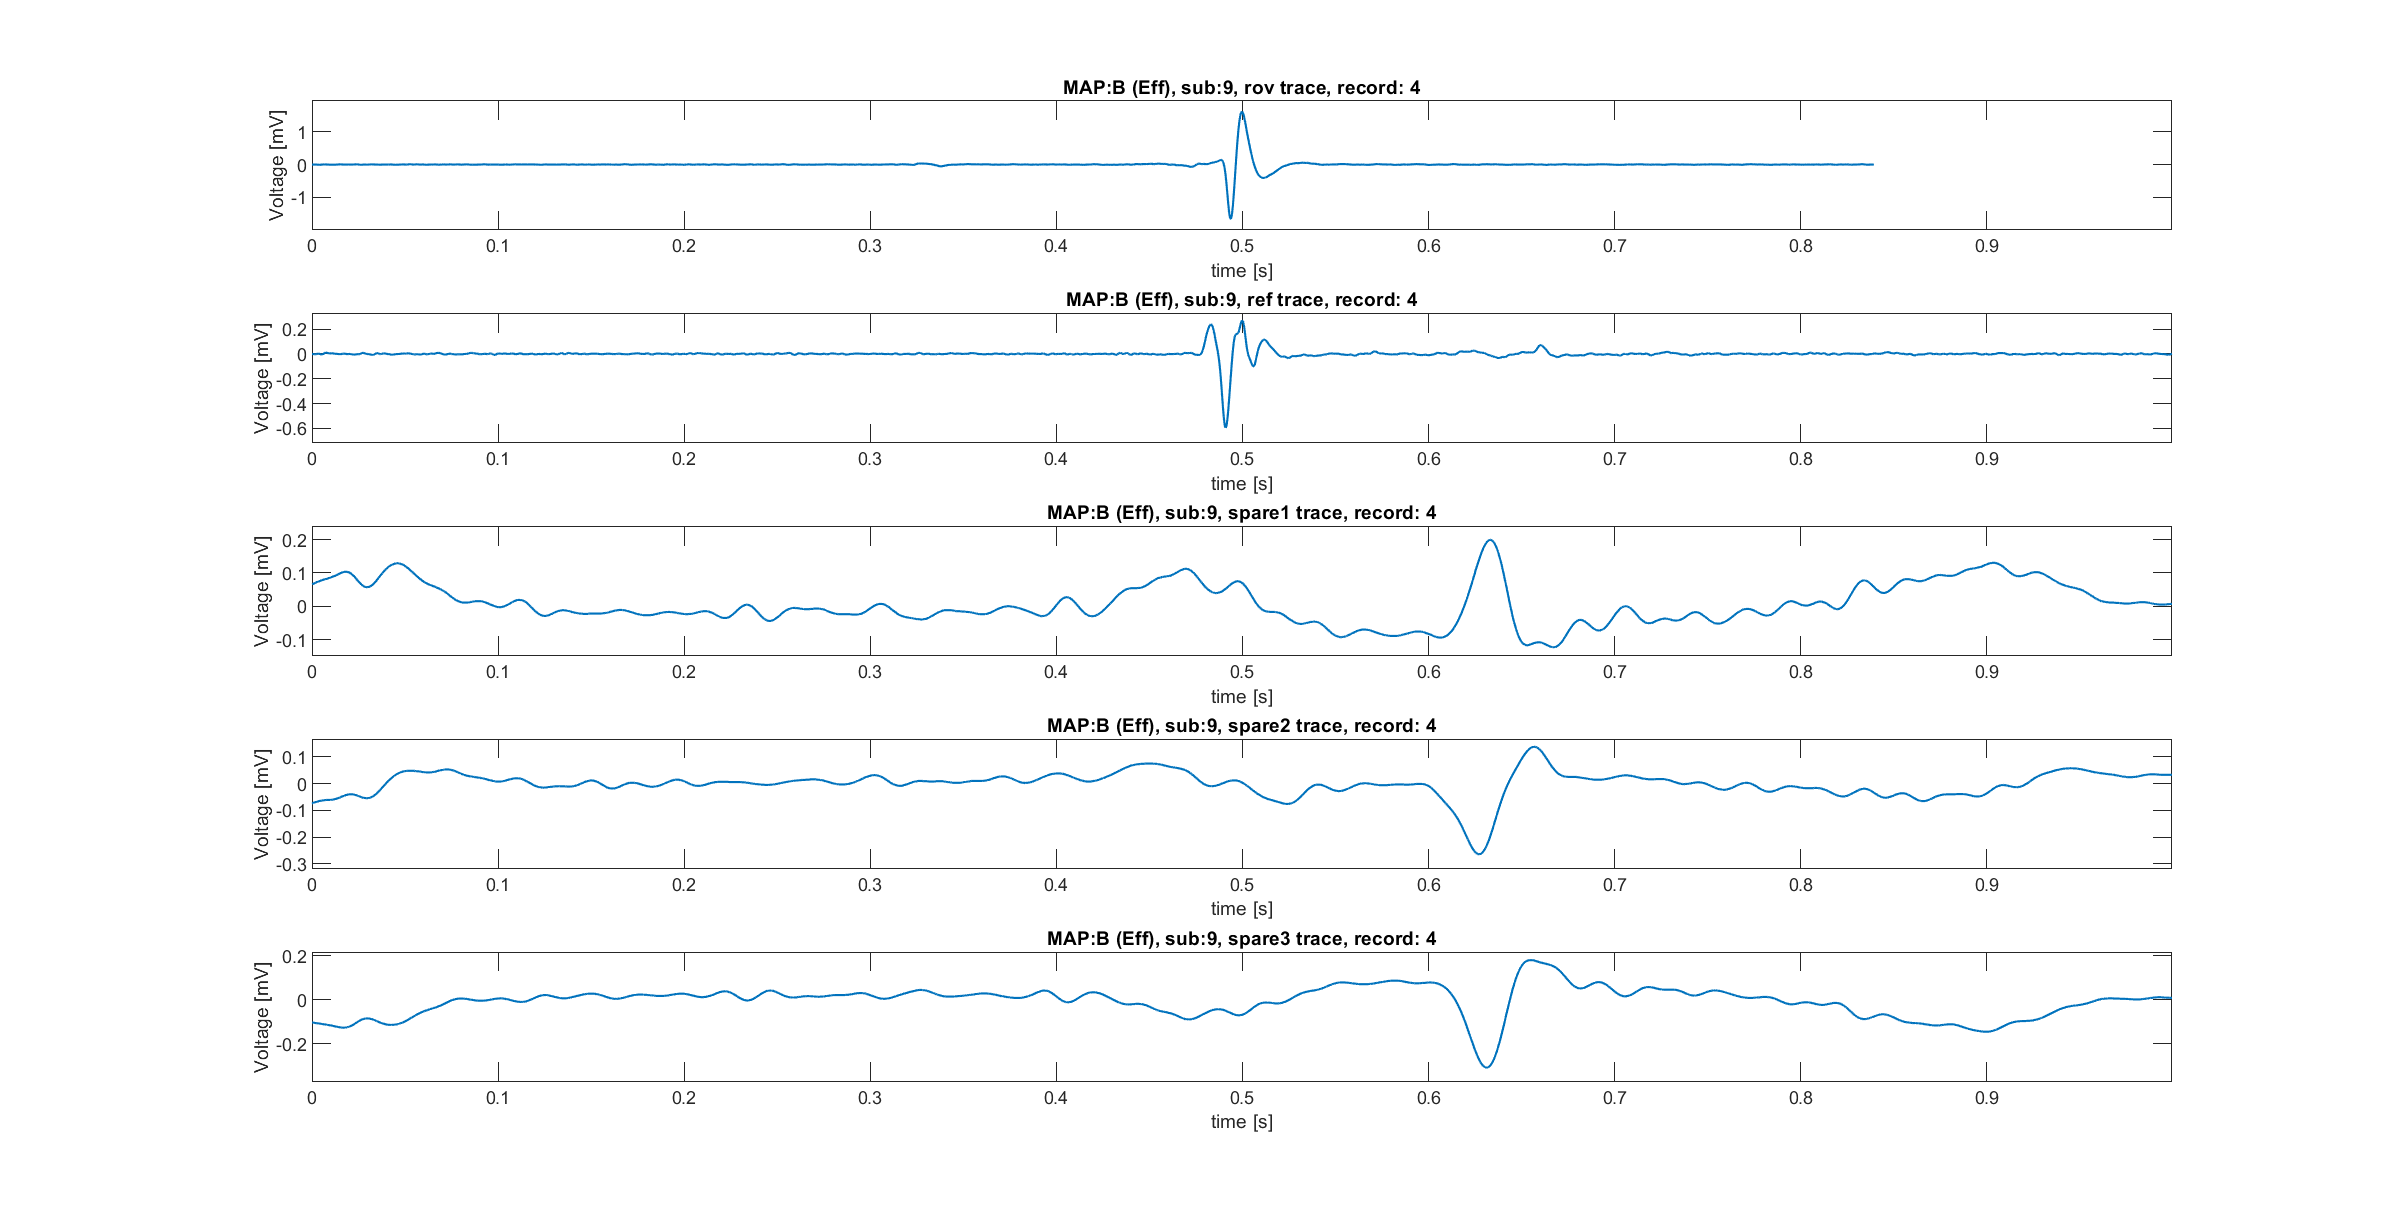 MAP:B (Eff), sub:9, rov trace, record: 4
Voltage [mV]
1
0
-1
0 0.1 0.2 0.3 0.4 0.5 0.6 0.7 0.8 0.9
time [s]
MAP:B (Eff), sub:9, ref trace, record: 4
Voltage [mV]
0.2
0
-0.2
-0.4
-0.6
0 0.1 0.2 0.3 0.4 0.5 0.6 0.7 0.8 0.9
time [s]
MAP:B (Eff), sub:9, spare1 trace, record: 4
Voltage [mV]
0.2
0.1
0
-0.1
0 0.1 0.2 0.3 0.4 0.5 0.6 0.7 0.8 0.9
time [s]
MAP:B (Eff), sub:9, spare2 trace, record: 4
Voltage [mV]
0.1
0
-0.1
-0.2
-0.3
0 0.1 0.2 0.3 0.4 0.5 0.6 0.7 0.8 0.9
time [s]
MAP:B (Eff), sub:9, spare3 trace, record: 4
Voltage [mV]
0.2
0
-0.2
0 0.1 0.2 0.3 0.4 0.5 0.6 0.7 0.8 0.9
time [s]